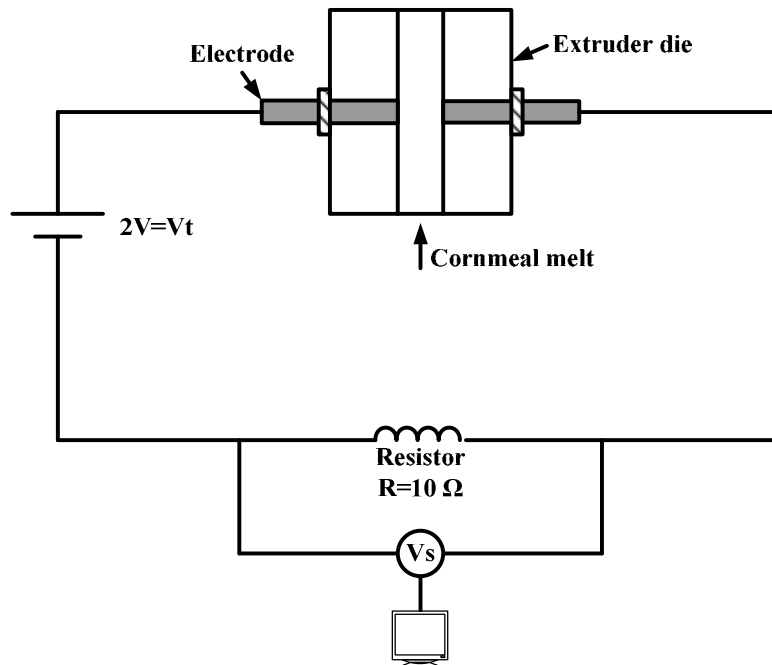 Electrode
Extruder die
2V=Vt
Cornmeal melt
Resistor
R=10 Ω
Vs